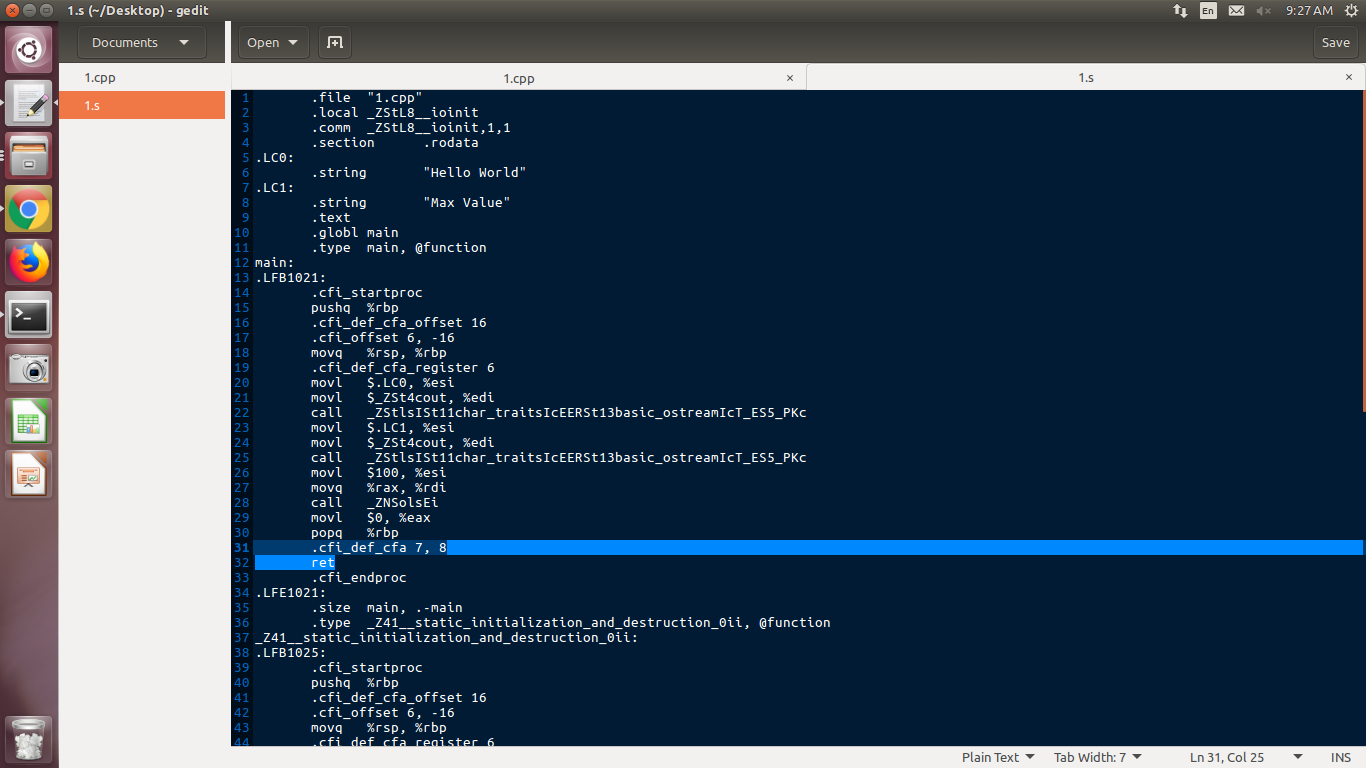 1.s (~/Desktop) - gedit
En
9:27 AM
Documents
Open
Save
1.cpp
1.s
1.cpp ×
1.s ×
1 .file "1.cpp"
2 .local _ZStL8__ioinit
3 .comm _ZStL8__ioinit,1,1
4 .section .rodata
5 .LC0:
6 .string "Hello World"
7 .LC1:
8 .string "Max Value"
9 .text
10 .globl main
11 .type main, @function
12 main:
13 .LFB1021:
14 .cfi_startproc
15 pushq %rbp
16 .cfi_def_cfa_offset 16
17 .cfi_offset 6, -16
18 movq %rsp, %rbp
19 .cfi_def_cfa_register 6
20 movl $.LC0, %esi
21 movl $_ZSt4cout, %edi
22 call _ZStlsISt11char_traitsIcEERSt13basic_ostreamIcT_ES5_PKc
23 movl $.LC1, %esi
24 movl $_ZSt4cout, %edi
25 call _ZStlsISt11char_traitsIcEERSt13basic_ostreamIcT_ES5_PKc
26 movl $100, %esi
27 movq %rax, %rdi
28 call _ZNSolsEi
29 movl $0, %eax
30 popq %rbp
31 .cfi_def_cfa 7, 8
32 ret
33 .cfi_endproc
34 .LFE1021:
35 .size main, .-main
36 .type _Z41__static_initialization_and_destruction_0ii, @function
37 _Z41__static_initialization_and_destruction_0ii:
38 .LFB1025:
39 .cfi_startproc
40 pushq %rbp
41 .cfi_def_cfa_offset 16
42 .cfi_offset 6, -16
43 movq %rsp, %rbp
44 .cfi_def_cfa_register 6
Plain Text Tab Width: 7 Ln 31, Col 25 INS